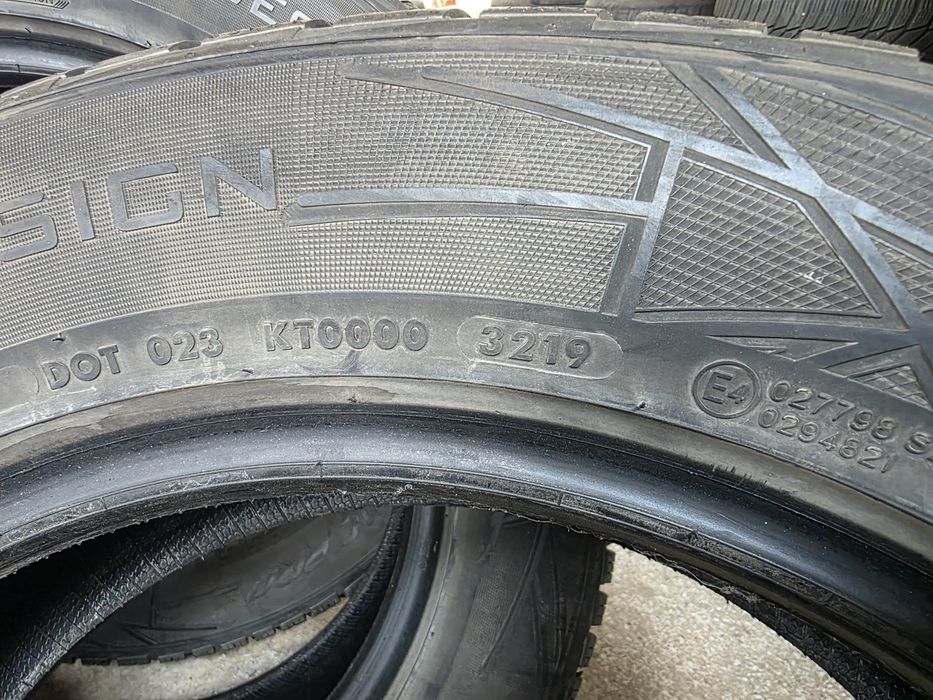 SIGN
DOT 023 KT0000 3219
E4 027798 S
0294821